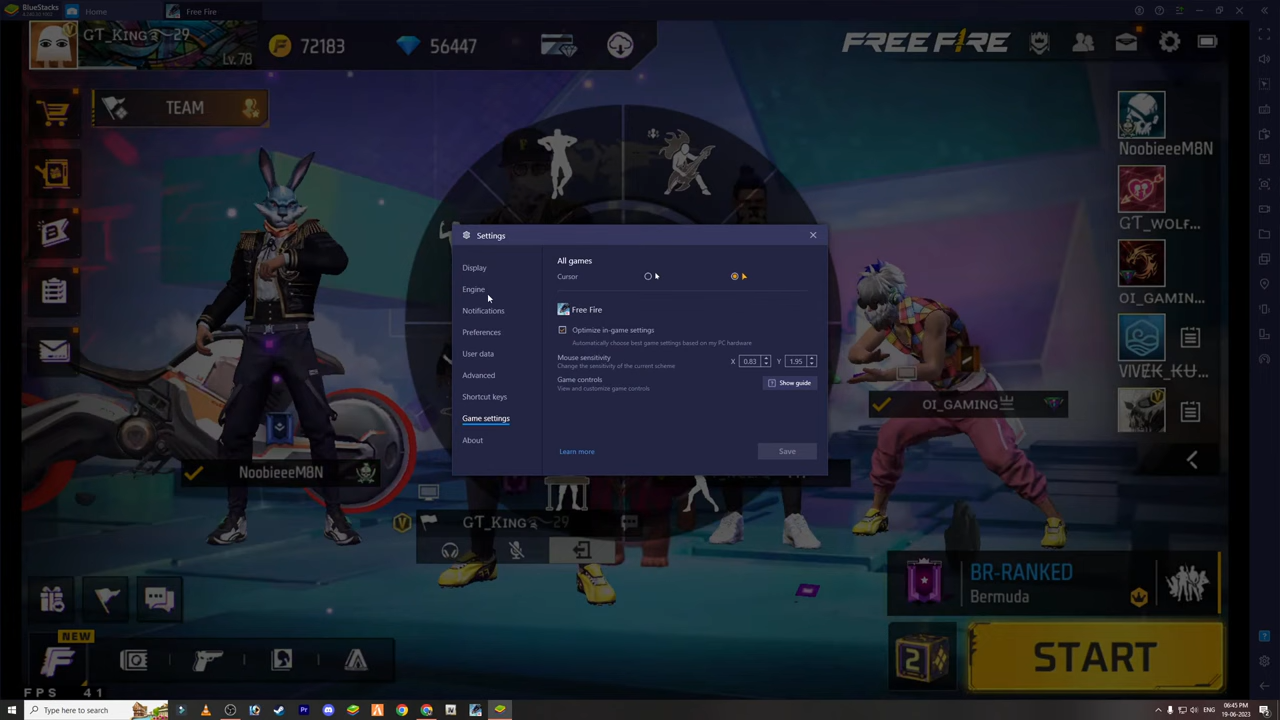 BlueStacks
Home
Free Fire
GT_King 29
Lv.78
72183
56447
FREE FIRE
TEAM
NoobieeeM8N
GT_WOLF...
OI_GAMIN...
VIVEK_KU...
Settings
Display
Engine
Notifications
Preferences
User data
Advanced
Shortcut keys
Game settings
About
All games
Cursor
Free Fire
Optimize in-game settings
Automatically choose best game settings based on my PC hardware
Mouse sensitivity
Change the sensitivity of the current scheme
X 0.83 Y 1.95
Game controls
View and customize game controls
Show guide
Learn more
Save
OI_GAMING
NoobieeeM8N
GT_King 29
BR-RANKED
Bermuda
2
START
NEW
FPS 41
Type here to search
ENG
06:45 PM
19-06-2023